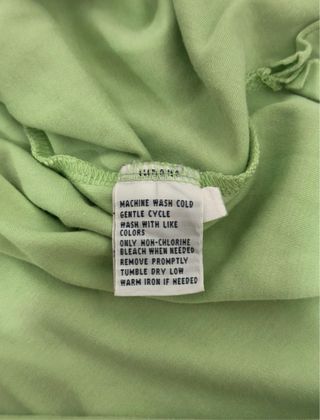 MACHINE WASH COLD
GENTLE CYCLE
WASH WITH LIKE
COLORS
ONLY NON-CHLORINE
BLEACH WHEN NEEDED
REMOVE PROMPTLY
TUMBLE DRY LOW
WARM IRON IF NEEDED